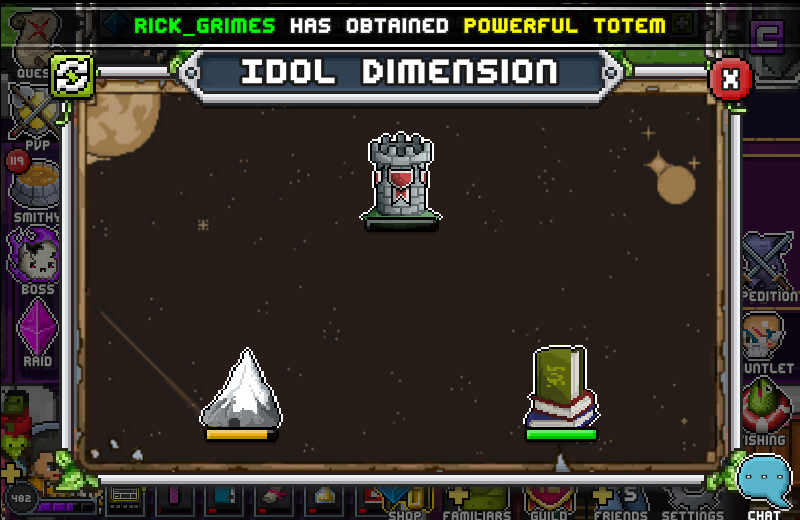 RICK_GRIMES HAS OBTAINED POWERFUL TOTEM
IDOL DIMENSION
QUES
PVP
119
SMITHY
BOSS
RAID
PEDITION
UNTLET
ISHING
482
SHOP
FAMILIARS
GUILD
5
FRIENDS
SETTINGS
CHAT